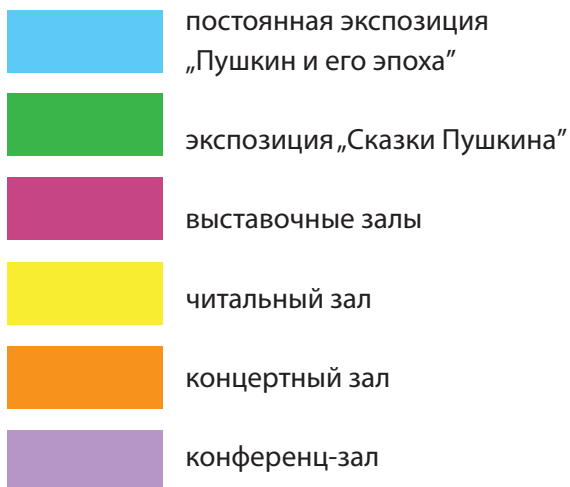 постоянная экспозиция
„Пушкин и его эпоха”
экспозиция „Сказки Пушкина”
выставочные залы
читальный зал
концертный зал
конференц-зал